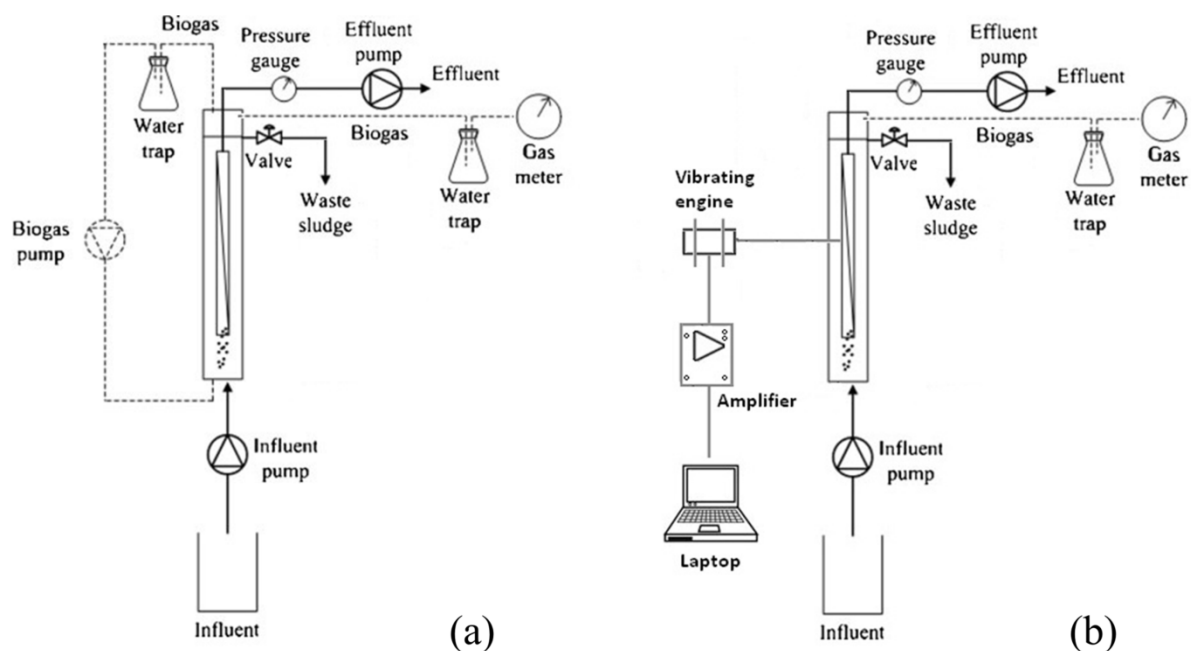 Biogas
Pressure
gauge
Effluent
pump
Effluent
Water
trap
Biogas
Valve
Gas
meter
Waste
sludge
Water
trap
Biogas
pump
Influent
pump
Influent
(a)
Pressure
gauge
Effluent
pump
Effluent
Biogas
Valve
Gas
meter
Water
trap
Vibrating
engine
Waste
sludge
Amplifier
Influent
pump
Laptop
Influent
(b)